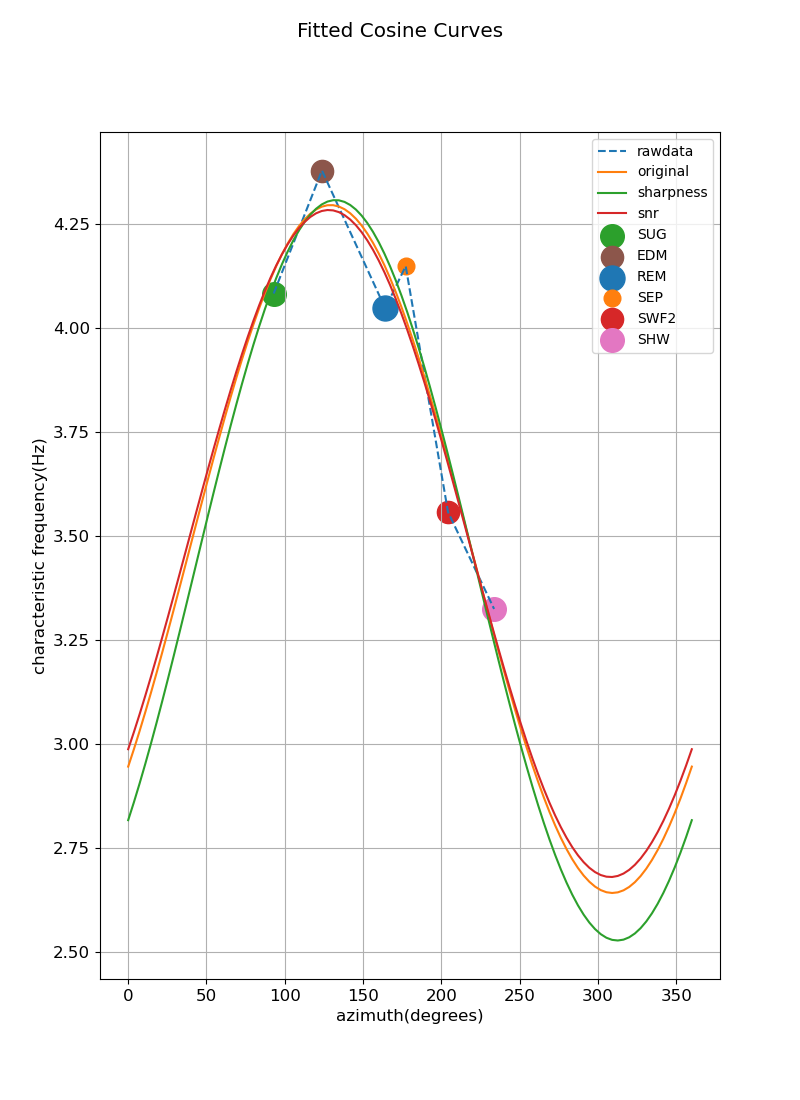 Fitted Cosine Curves
rawdata
original
sharpness
snr
SUG
EDM
REM
SEP
SWF2
SHW
characteristic frequency(Hz)
4.25
4.00
3.75
3.50
3.25
3.00
2.75
2.50
0 50 100 150 200 250 300 350
azimuth(degrees)